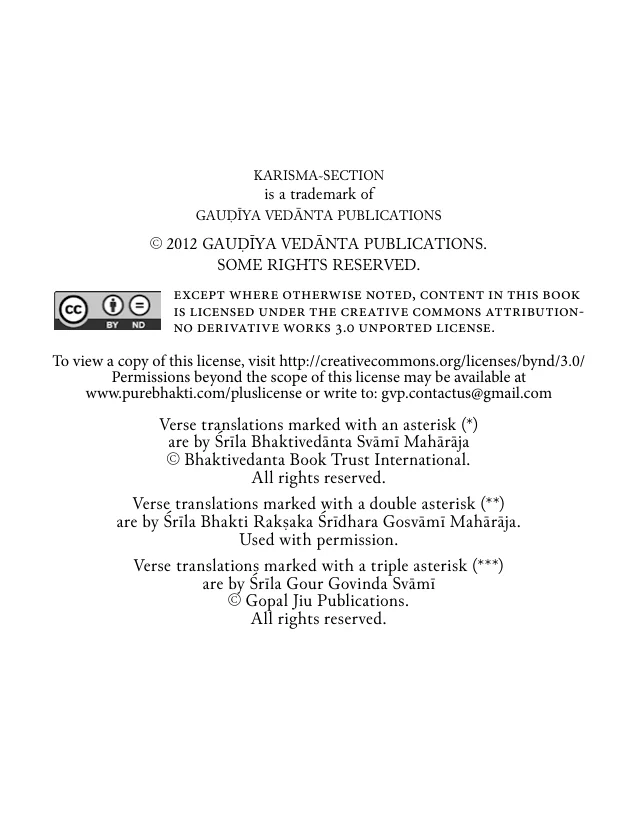 KARISMA-SECTION
is a trademark of
GAUḌĪYA VEDĀNTA PUBLICATIONS
© 2012 GAUḌĪYA VEDĀNTA PUBLICATIONS.
SOME RIGHTS RESERVED.
cc BY ND
EXCEPT WHERE OTHERWISE NOTED, CONTENT IN THIS BOOK
IS LICENSED UNDER THE CREATIVE COMMONS ATTRIBUTION-
NO DERIVATIVE WORKS 3.0 UNPORTED LICENSE.
To view a copy of this license, visit http://creativecommons.org/licenses/bynd/3.0/
Permissions beyond the scope of this license may be available at
www.purebhakti.com/pluslicense or write to: gvp.contactus@gmail.com
Verse translations marked with an asterisk (*)
are by Śrīla Bhaktivedānta Svāmī Mahārāja
© Bhaktivedanta Book Trust International.
All rights reserved.
Verse translations marked with a double asterisk (**)
are by Śrīla Bhakti Rakṣaka Śrīdhara Gosvāmī Mahārāja.
Used with permission.
Verse translations marked with a triple asterisk (***)
are by Śrīla Gour Govinda Svāmī
© Gopal Jiu Publications.
All rights reserved.